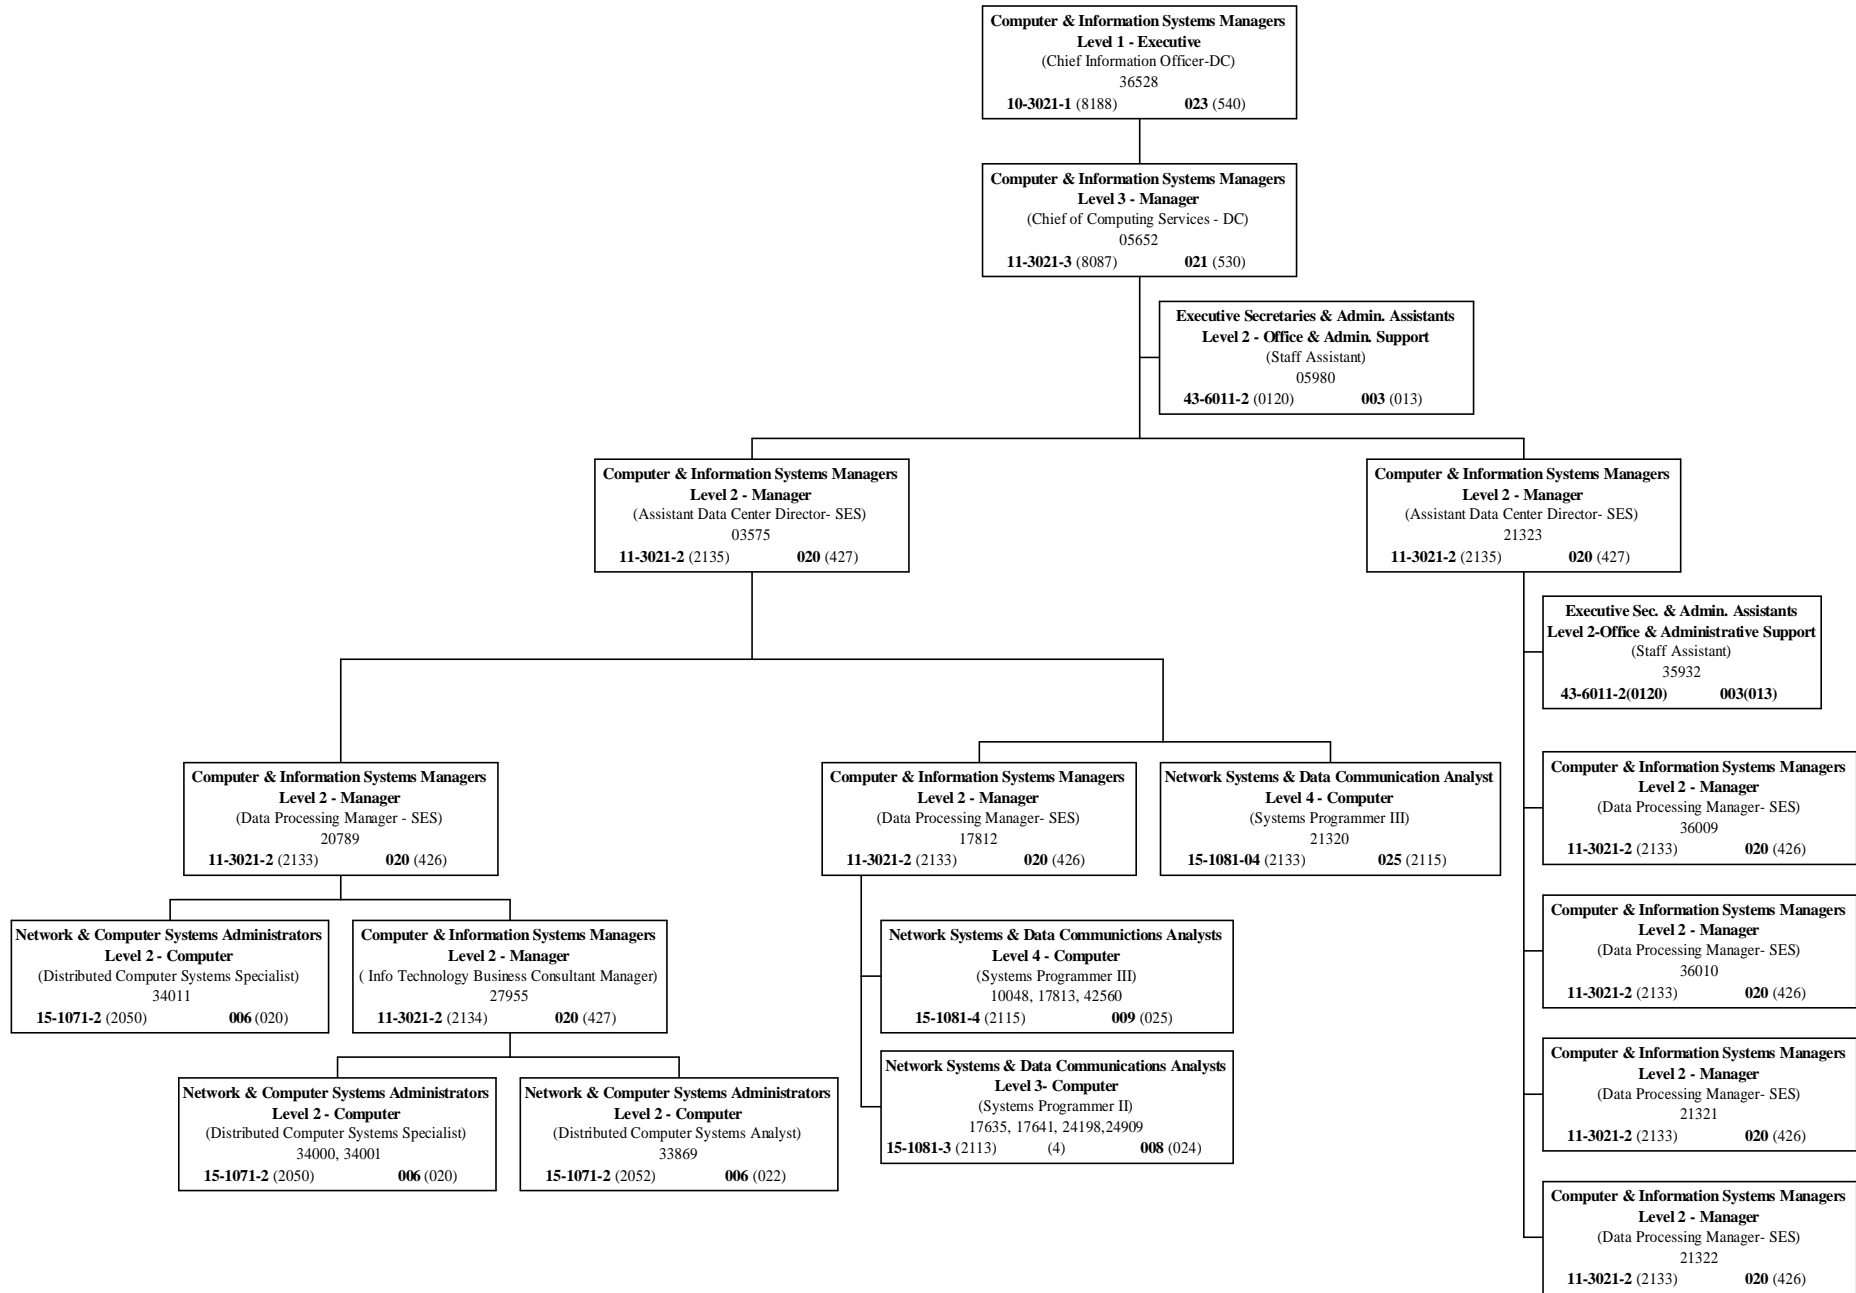 Computer & Information Systems Managers
Level 1 - Executive
(Chief Information Officer-DC)
36528
10-3021-1 (8188) 023 (540)
Computer & Information Systems Managers
Level 3 - Manager
(Chief of Computing Services - DC)
05652
11-3021-3 (8087) 021 (530)
Executive Secretaries & Admin. Assistants
Level 2 - Office & Admin. Support
(Staff Assistant)
05980
43-6011-2 (0120) 003 (013)
Computer & Information Systems Managers
Level 2 - Manager
(Assistant Data Center Director- SES)
03575
11-3021-2 (2135) 020 (427)
Computer & Information Systems Managers
Level 2 - Manager
(Assistant Data Center Director- SES)
21323
11-3021-2 (2135) 020 (427)
Executive Sec. & Admin. Assistants
Level 2-Office & Administrative Support
(Staff Assistant)
35932
43-6011-2(0120) 003(013)
Computer & Information Systems Managers
Level 2 - Manager
(Data Processing Manager - SES)
20789
11-3021-2 (2133) 020 (426)
Computer & Information Systems Managers
Level 2 - Manager
(Data Processing Manager- SES)
17812
11-3021-2 (2133) 020 (426)
Network Systems & Data Communication Analyst
Level 4 - Computer
(Systems Programmer III)
21320
15-1081-04 (2133) 025 (2115)
Computer & Information Systems Managers
Level 2 - Manager
(Data Processing Manager- SES)
36009
11-3021-2 (2133) 020 (426)
Network & Computer Systems Administrators
Level 2 - Computer
(Distributed Computer Systems Specialist)
34011
15-1071-2 (2050) 006 (020)
Computer & Information Systems Managers
Level 2 - Manager
( Info Technology Business Consultant Manager)
27955
11-3021-2 (2134) 020 (427)
Network Systems & Data Communictions Analysts
Level 4 - Computer
(Systems Programmer III)
10048, 17813, 42560
15-1081-4 (2115) 009 (025)
Computer & Information Systems Managers
Level 2 - Manager
(Data Processing Manager- SES)
36010
11-3021-2 (2133) 020 (426)
Network & Computer Systems Administrators
Level 2 - Computer
(Distributed Computer Systems Specialist)
34000, 34001
15-1071-2 (2050) 006 (020)
Network & Computer Systems Administrators
Level 2 - Computer
(Distributed Computer Systems Analyst)
33869
15-1071-2 (2052) 006 (022)
Network Systems & Data Communications Analysts
Level 3- Computer
(Systems Programmer II)
17635, 17641, 24198,24909
15-1081-3 (2113) (4) 008 (024)
Computer & Information Systems Managers
Level 2 - Manager
(Data Processing Manager- SES)
21321
11-3021-2 (2133) 020 (426)
Computer & Information Systems Managers
Level 2 - Manager
(Data Processing Manager- SES)
21322
11-3021-2 (2133) 020 (426)